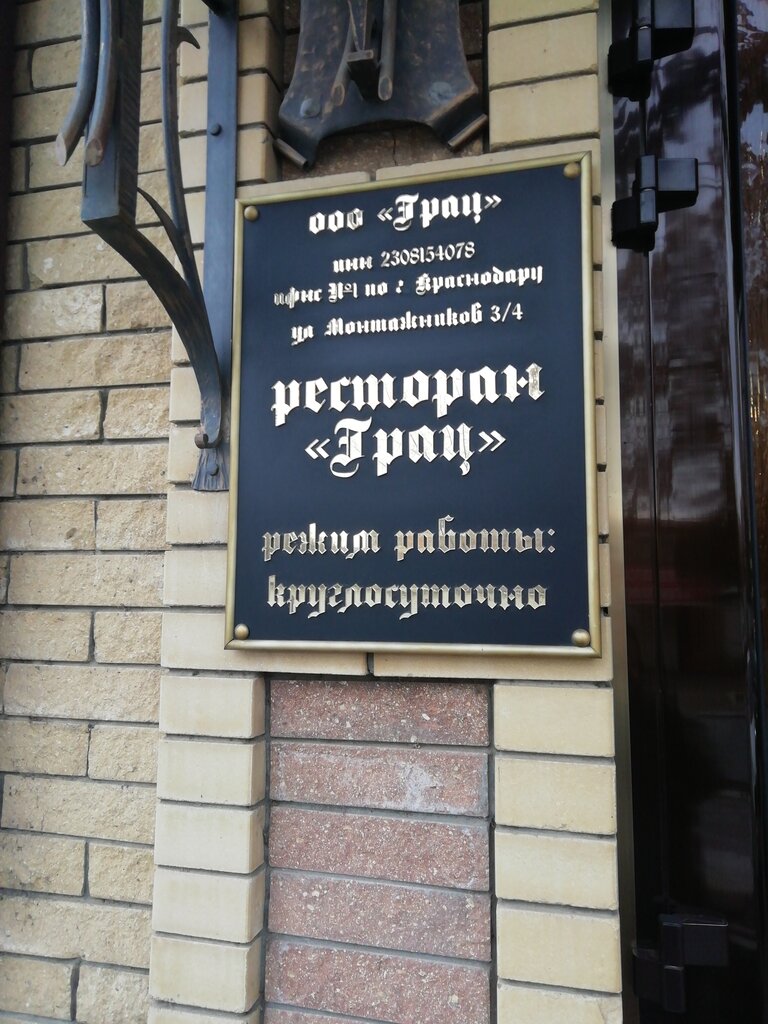 ооо «Грац»
инн 2308154078
ифнс №1 по г Краснодару
ул Монтажников 3/4
ресторан
«Грац»
режим работы:
круглосуточно